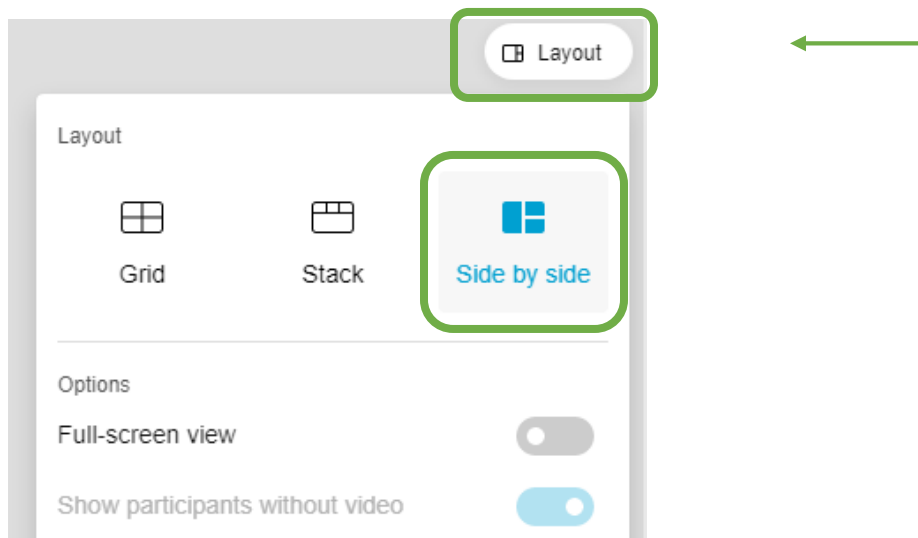 Layout
Layout
Grid Stack Side by side
Options
Full-screen view
Show participants without video